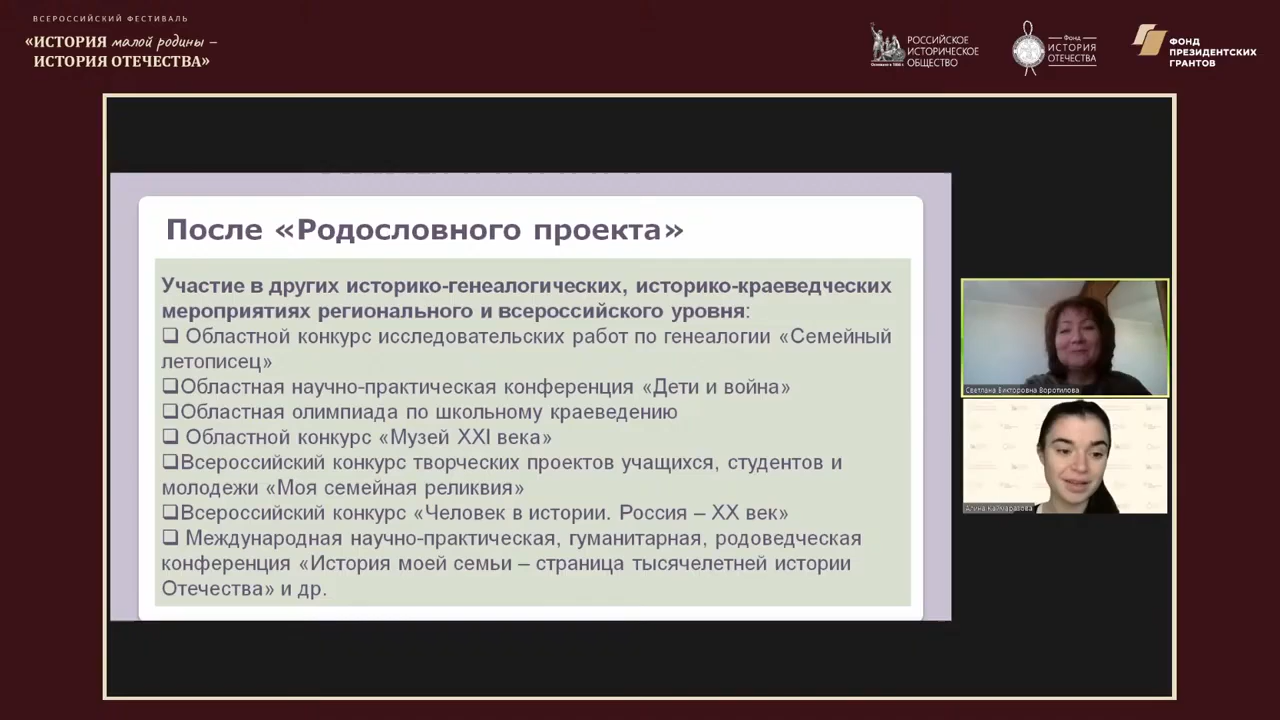 ВСЕРОССИЙСКИЙ ФЕСТИВАЛЬ
«ИСТОРИЯ малой родины –
ИСТОРИЯ ОТЕЧЕСТВА»
РОССИЙСКОЕ
ИСТОРИЧЕСКОЕ
ОБЩЕСТВО
Основано в 1866 г
Фонд
ИСТОРИЯ
ОТЕЧЕСТВА
ФОНД
ПРЕЗИДЕНТСКИХ
ГРАНТОВ
После «Родословного проекта»
Участие в других историко-генеалогических, историко-краеведческих
мероприятиях регионального и всероссийского уровня:
❑ Областной конкурс исследовательских работ по генеалогии «Семейный
летописец»
❑Областная научно-практическая конференция «Дети и война»
❑Областная олимпиада по школьному краеведению
❑ Областной конкурс «Музей XXI века»
❑Всероссийский конкурс творческих проектов учащихся, студентов и
молодежи «Моя семейная реликвия»
❑Всероссийский конкурс «Человек в истории. Россия – XX век»
❑ Международная научно-практическая, гуманитарная, родоведческая
конференция «История моей семьи – страница тысячелетней истории
Отечества» и др.
Светлана Викторовна Воротилова
Алина